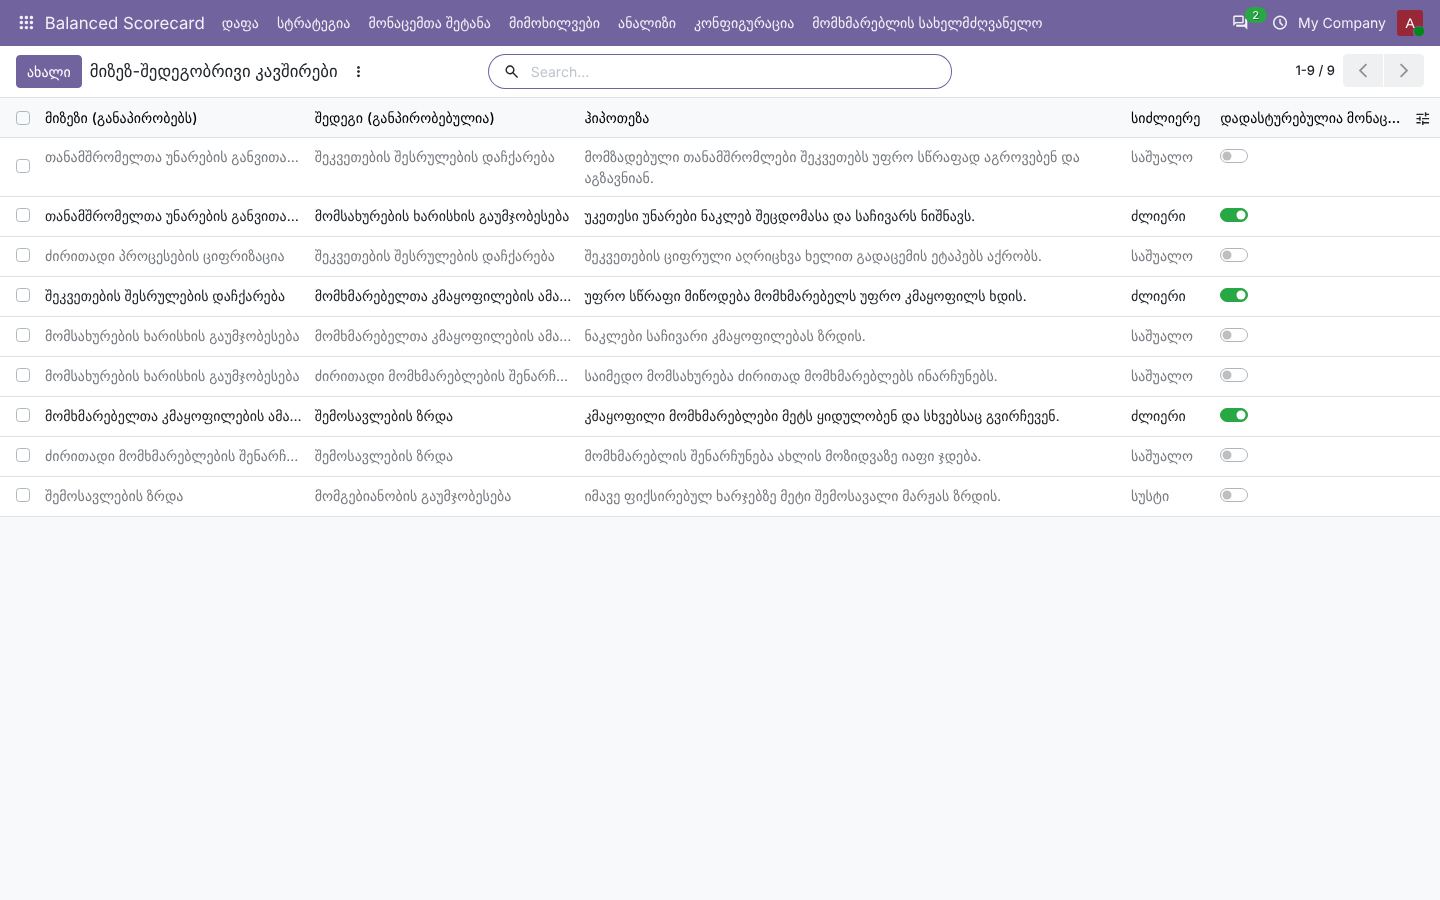 Balanced Scorecard დაფა სტრატეგია მონაცემთა შეტანა მიმოხილვები ანალიზი კონფიგურაცია მომხმარებლის სახელმძღვანელო 2 My Company A
ახალი მიზეზ-შედეგობრივი კავშირები Search... 1-9 / 9
მიზეზი (განაპირობებს) შედეგი (განპირობებულია) ჰიპოთეზა სიძლიერე დადასტურებულია მონაც...
თანამშრომელთა უნარების განვითა... შეკვეთების შესრულების დაჩქარება მომზადებული თანამშრომლები შეკვეთებს უფრო სწრაფად აგროვებენ და საშუალო
აგზავნიან.
თანამშრომელთა უნარების განვითა... მომსახურების ხარისხის გაუმჯობესება უკეთესი უნარები ნაკლებ შეცდომასა და საჩივარს ნიშნავს. ძლიერი
ძირითადი პროცესების ციფრიზაცია შეკვეთების შესრულების დაჩქარება შეკვეთების ციფრული აღრიცხვა ხელით გადაცემის ეტაპებს აქრობს. საშუალო
შეკვეთების შესრულების დაჩქარება მომხმარებელთა კმაყოფილების ამა... უფრო სწრაფი მიწოდება მომხმარებელს უფრო კმაყოფილს ხდის. ძლიერი
მომსახურების ხარისხის გაუმჯობესება მომხმარებელთა კმაყოფილების ამა... ნაკლები საჩივარი კმაყოფილებას ზრდის. საშუალო
მომსახურების ხარისხის გაუმჯობესება ძირითადი მომხმარებლების შენარჩ... საიმედო მომსახურება ძირითად მომხმარებლებს ინარჩუნებს. საშუალო
მომხმარებელთა კმაყოფილების ამა... შემოსავლების ზრდა კმაყოფილი მომხმარებლები მეტს ყიდულობენ და სხვებსაც გვირჩევენ. ძლიერი
ძირითადი მომხმარებლების შენარჩ... შემოსავლების ზრდა მომხმარებლის შენარჩუნება ახლის მოზიდვაზე იაფი ჯდება. საშუალო
შემოსავლების ზრდა მომგებიანობის გაუმჯობესება იმავე ფიქსირებულ ხარჯებზე მეტი შემოსავალი მარჟას ზრდის. სუსტი